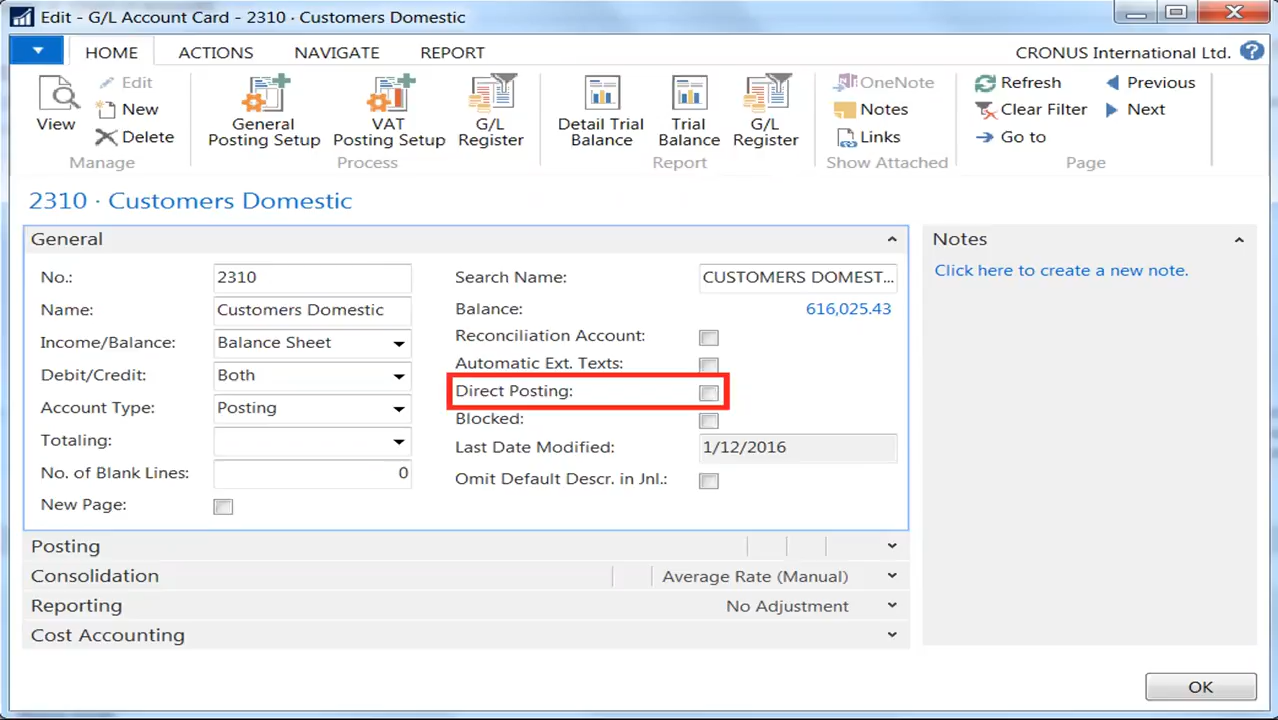 Edit - G/L Account Card - 2310 · Customers Domestic
HOME ACTIONS NAVIGATE REPORT CRONUS International Ltd.
View
Edit
New
Delete
Manage
General
Posting Setup
VAT
Posting Setup
G/L
Register
Process
Detail Trial
Balance
Trial
Balance
G/L
Register
Report
OneNote
Notes
Links
Show Attached
Refresh
Clear Filter
Go to
Previous
Next
Page
2310 · Customers Domestic
General
No.: 2310
Name: Customers Domestic
Income/Balance: Balance Sheet
Debit/Credit: Both
Account Type: Posting
Totaling:
No. of Blank Lines: 0
New Page:
Search Name: CUSTOMERS DOMEST...
Balance: 616,025.43
Reconciliation Account:
Automatic Ext. Texts:
Direct Posting:
Blocked:
Last Date Modified: 1/12/2016
Omit Default Descr. in Jnl.:
Posting
Consolidation Average Rate (Manual)
Reporting No Adjustment
Cost Accounting
Notes
Click here to create a new note.
OK